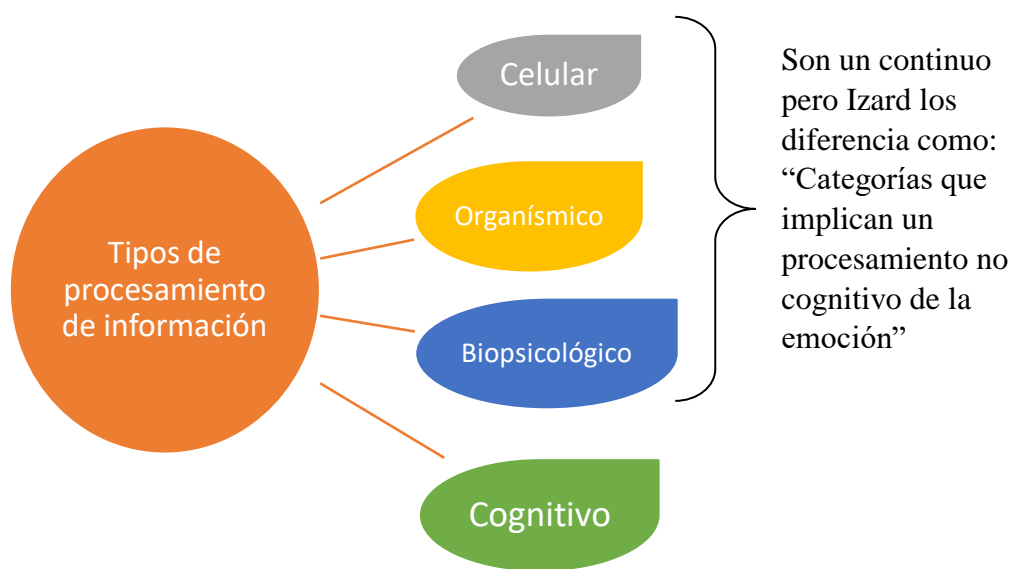 Tipos de
procesamiento
de información
Celular
Organísmico
Biopsicológico
Cognitivo
Son un continuo
pero Izard los
diferencia como:
“Categorías que
implican un
procesamiento no
cognitivo de la
emoción”